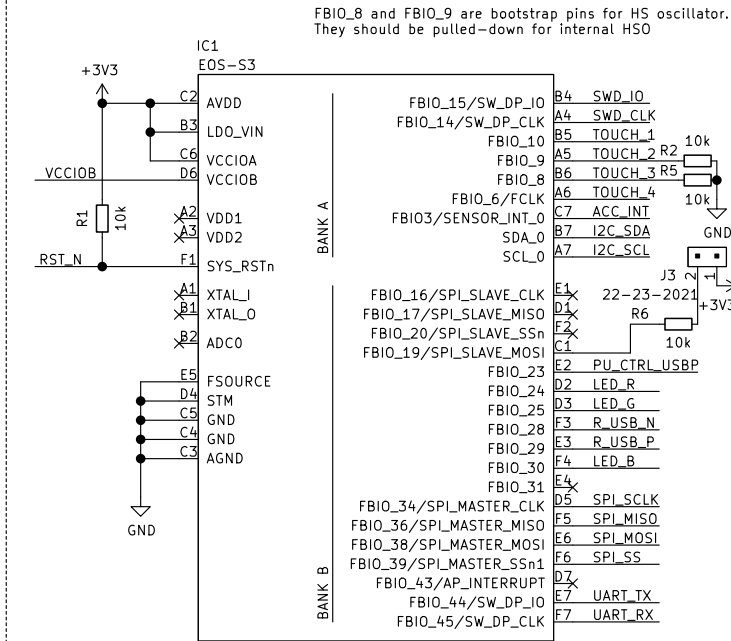 FBIO_8 and FBIO_9 are bootstrap pins for HS oscillator.
They should be pulled-down for internal HSO
IC1
EOS-S3
+3V3
C2 AVDD
B3 LDO_VIN
C6 VCCIOA
VCCIOB D6 VCCIOB
R1 10k
A2 VDD1
A3 VDD2
RST_N F1 SYS_RSTn
A1 XTAL_I
B1 XTAL_O
B2 ADC0
E5 FSOURCE
D4 STM
C5 GND
C4 GND
C3 AGND
GND
BANK A
BANK B
FBIO_15/SW_DP_IO B4 SWD_IO
FBIO_14/SW_DP_CLK A4 SWD_CLK
FBIO_10 B5 TOUCH_1
FBIO_9 A5 TOUCH_2 R2 10k
FBIO_8 B6 TOUCH_3 R5 10k
FBIO_6/FCLK A6 TOUCH_4
FBIO3/SENSOR_INT_0 C7 ACC_INT
SDA_0 B7 I2C_SDA
SCL_0 A7 I2C_SCL
GND
J3
2 1
22-23-2021
+3V3
R6
10k
FBIO_16/SPI_SLAVE_CLK E1
FBIO_17/SPI_SLAVE_MISO D1
FBIO_20/SPI_SLAVE_SSn F2
FBIO_19/SPI_SLAVE_MOSI C1
FBIO_23 E2 PU_CTRL_USBP
FBIO_24 D2 LED_R
FBIO_25 D3 LED_G
FBIO_28 F3 R_USB_N
FBIO_29 E3 R_USB_P
FBIO_30 F4 LED_B
FBIO_31 E4
FBIO_34/SPI_MASTER_CLK D5 SPI_SCLK
FBIO_36/SPI_MASTER_MISO F5 SPI_MISO
FBIO_38/SPI_MASTER_MOSI E6 SPI_MOSI
FBIO_39/SPI_MASTER_SSn1 F6 SPI_SS
FBIO_43/AP_INTERRUPT D7
FBIO_44/SW_DP_IO E7 UART_TX
FBIO_45/SW_DP_CLK F7 UART_RX